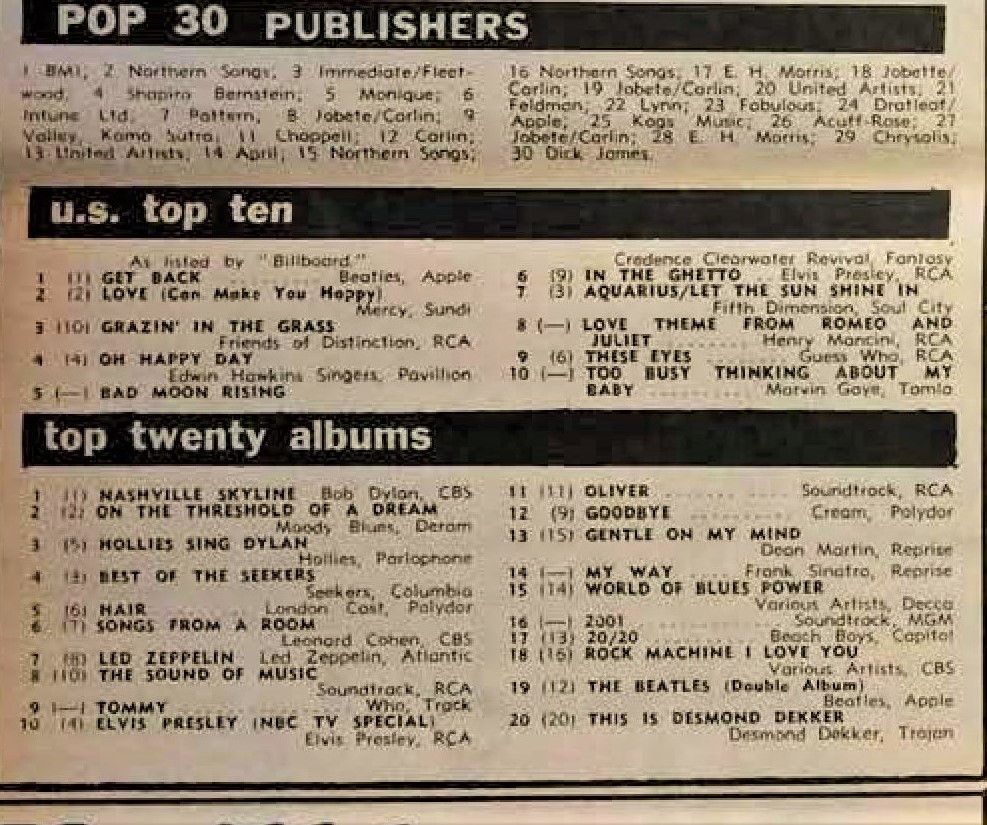 POP 30 PUBLISHERS
1 BMI; 2 Northern Songs; 3 Immediate/Fleet-
wood; 4 Shapiro Bernstein; 5 Monique; 6
Intune Ltd; 7 Pattern; 8 Jobete/Carlin; 9
Valley, Kama Sutra; 11 Chappell; 12 Carlin;
13 United Artists; 14 April; 15 Northern Songs;
16 Northern Songs; 17 E. H. Morris; 18 Jobette/
Carlin; 19 Jobete/Carlin; 20 United Artists; 21
Feldman; 22 Lynn; 23 Fabulous; 24 Dratleaf/
Apple; 25 Kags Music; 26 Acuff-Rose; 27
Jobete/Carlin; 28 E. H. Morris; 29 Chrysalis;
30 Dick James.
u.s. top ten
As listed by "Billboard"
1 (1) GET BACK .......... Beatles, Apple
2 (2) LOVE (Can Make You Happy)
Mercy, Sundi
3 (10) GRAZIN' IN THE GRASS
Friends of Distinction, RCA
4 (4) OH HAPPY DAY
Edwin Hawkins Singers, Pavillion
5 (—) BAD MOON RISING
Credence Clearwater Revival, Fantasy
6 (9) IN THE GHETTO .. Elvis Presley, RCA
7 (3) AQUARIUS/LET THE SUN SHINE IN
Fifth Dimension, Soul City
8 (—) LOVE THEME FROM ROMEO AND
JULIET ........ Henry Mancini, RCA
9 (6) THESE EYES ........ Guess Who, RCA
10 (—) TOO BUSY THINKING ABOUT MY
BABY .......... Marvin Gaye, Tamla
top twenty albums
1 (1) NASHVILLE SKYLINE Bob Dylan, CBS
2 (2) ON THE THRESHOLD OF A DREAM
Moody Blues, Deram
3 (5) HOLLIES SING DYLAN
Hollies, Parlophone
4 (3) BEST OF THE SEEKERS
Seekers, Columbia
5 (6) HAIR .......... London Cast, Polydor
6 (7) SONGS FROM A ROOM
Leonard Cohen, CBS
7 (8) LED ZEPPELIN Led Zeppelin, Atlantic
8 (10) THE SOUND OF MUSIC
Soundtrack, RCA
9 (—) TOMMY .................. Who, Track
10 (4) ELVIS PRESLEY (NBC TV SPECIAL)
Elvis Presley, RCA
11 (11) OLIVER ........ Soundtrack, RCA
12 (9) GOODBYE .......... Cream, Polydor
13 (15) GENTLE ON MY MIND
Dean Martin, Reprise
14 (—) MY WAY .... Frank Sinatra, Reprise
15 (14) WORLD OF BLUES POWER
Various Artists, Decca
16 (—) 2001 .............. Soundtrack, MGM
17 (13) 20/20 .......... Beach Boys, Capitol
18 (16) ROCK MACHINE I LOVE YOU
Various Artists, CBS
19 (12) THE BEATLES (Double Album)
Beatles, Apple
20 (20) THIS IS DESMOND DEKKER
Desmond Dekker, Trojan